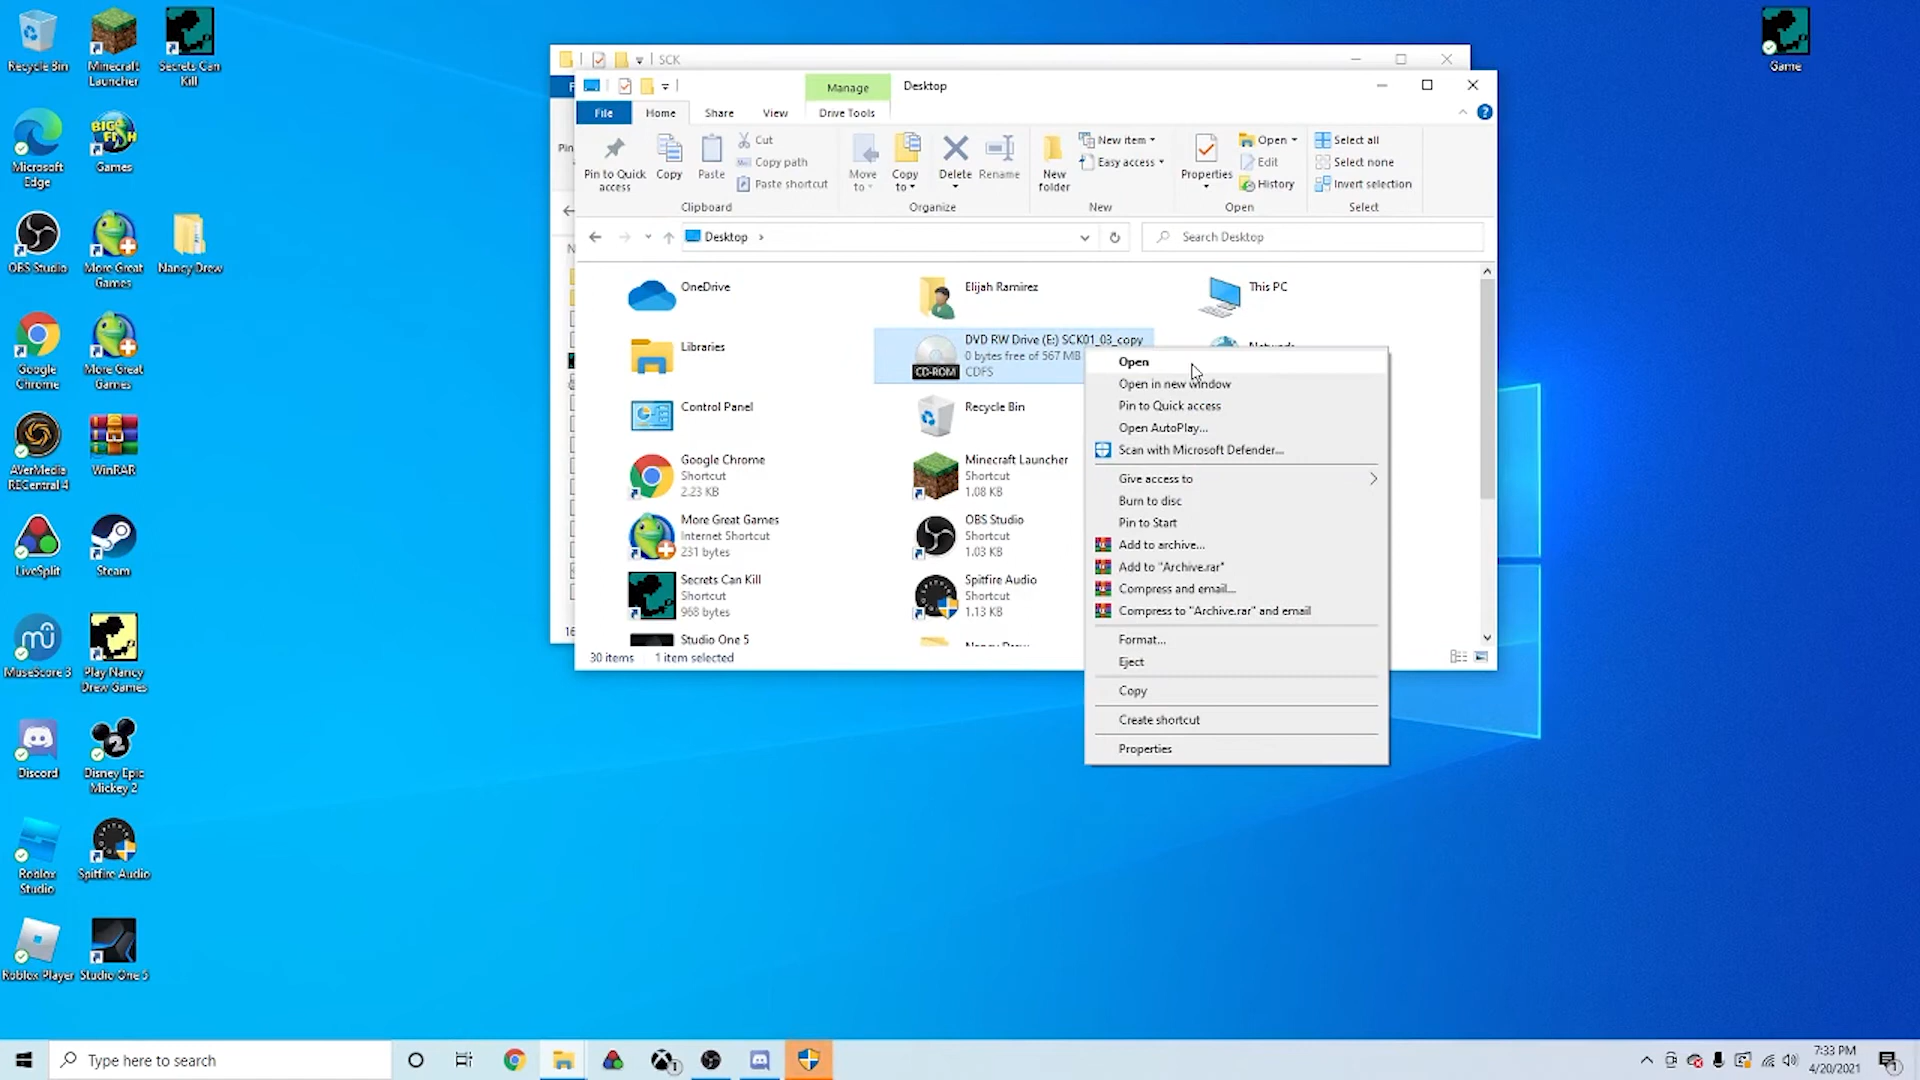 Recycle Bin
Minecraft
Launcher
Secrets Can
Kill
Microsoft
Edge
Games
OBS Studio
More Great
Games
Nancy Drew
Google
Chrome
More Great
Games
AVerMedia
RECentral 4
WinRAR
LiveSplit
Steam
MuseScore 3
Play Nancy
Drew Games
Discord
Disney Epic
Mickey 2
Roblox
Studio
Spitfire Audio
Roblox Player
Studio One 5
Game
SCK
Manage
Desktop
File
Home
Share
View
Drive Tools
Pin to Quick
access
Copy
Paste
Cut
Copy path
Paste shortcut
Clipboard
Move
to
Copy
to
Delete
Rename
Organize
New
folder
New item
Easy access
New
Properties
Open
Edit
History
Open
Select all
Select none
Invert selection
Select
Desktop
Search Desktop
OneDrive
Elijah Ramirez
This PC
Libraries
DVD RW Drive (E:) SCK01_03_copy
0 bytes free of 567 MB
CDFS
CD-ROM
Network
Control Panel
Recycle Bin
Google Chrome
Shortcut
2.23 KB
Minecraft Launcher
Shortcut
1.08 KB
More Great Games
Internet Shortcut
231 bytes
OBS Studio
Shortcut
1.03 KB
Secrets Can Kill
Shortcut
968 bytes
Spitfire Audio
Shortcut
1.13 KB
Studio One 5
Nancy Drew
30 items
1 item selected
Open
Open in new window
Pin to Quick access
Open AutoPlay...
Scan with Microsoft Defender...
Give access to
Burn to disc
Pin to Start
Add to archive...
Add to "Archive.rar"
Compress and email...
Compress to "Archive.rar" and email
Format...
Eject
Copy
Create shortcut
Properties
Type here to search
7:33 PM
4/20/2021